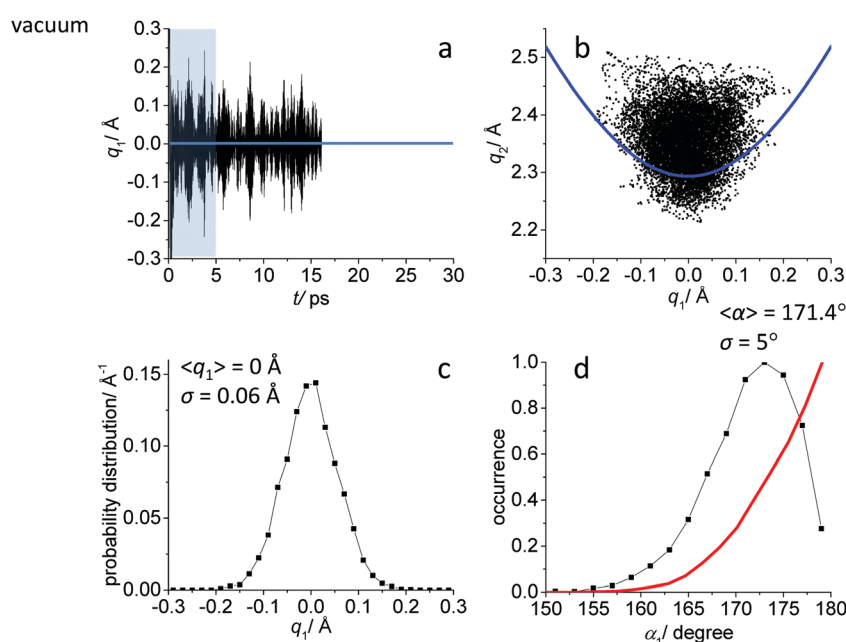 vacuum
a
0.3
0.2
0.1
0.0
-0.1
-0.2
-0.3
q₁/ Å
0 5 10 15 20 25 30
t/ ps
b
2.5
2.4
2.3
2.2
q₂/ Å
-0.3 -0.2 -0.1 0.0 0.1 0.2 0.3
q₁/ Å
<α> = 171.4°
σ = 5°
c
<q₁> = 0 Å
σ = 0.06 Å
0.15
0.10
0.05
0.00
probability distribution/ Å⁻¹
-0.3 -0.2 -0.1 0.0 0.1 0.2 0.3
q₁/ Å
d
1.0
0.8
0.6
0.4
0.2
0.0
occurrence
150 155 160 165 170 175 180
α₁/ degree